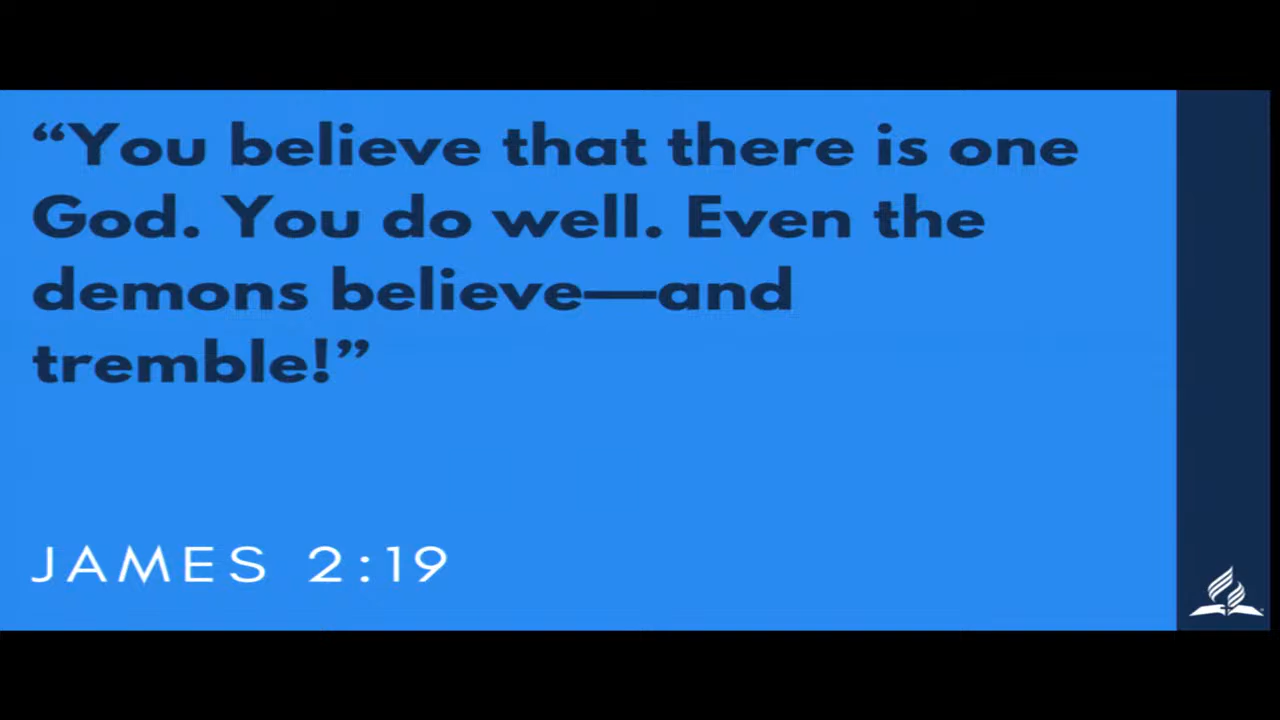 “You believe that there is one
God. You do well. Even the
demons believe—and
tremble!”
JAMES 2:19